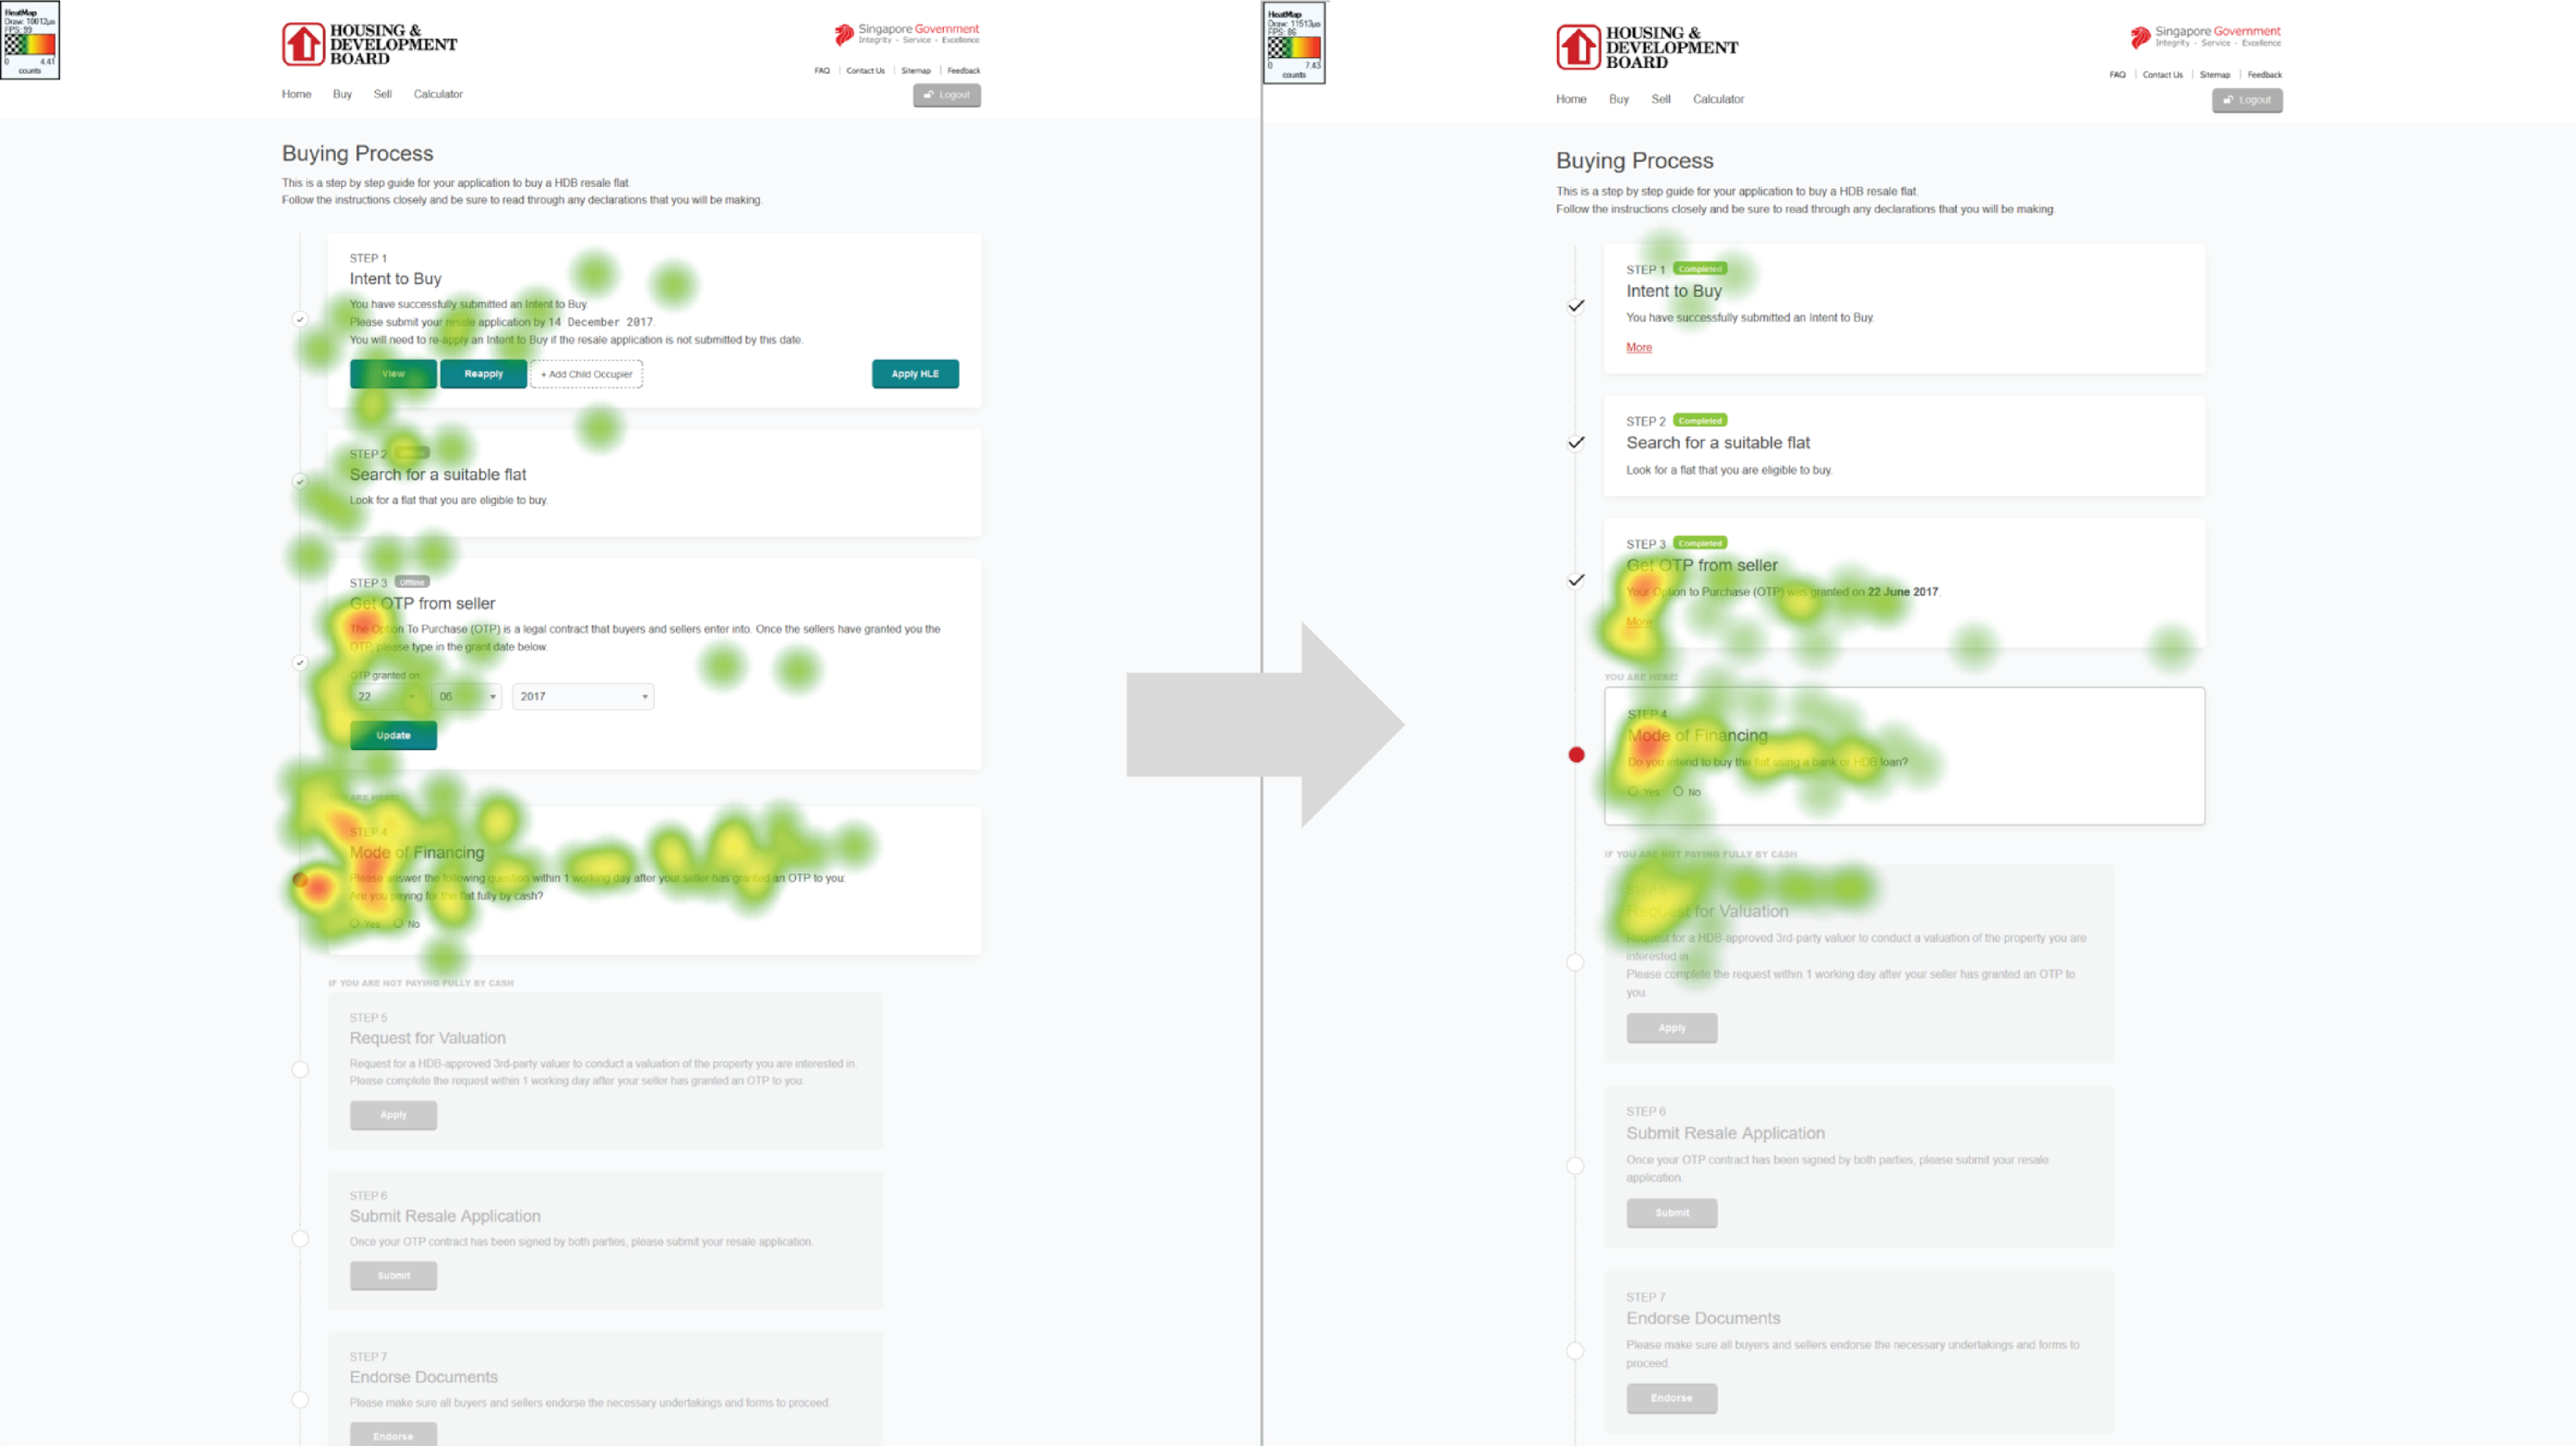 HeatMap
Draw: 10012µs
FPS: 99
0 4.41
counts
HOUSING &
DEVELOPMENT
BOARD
Singapore Government
Integrity · Service · Excellence
FAQ Contact Us Sitemap Feedback
Home Buy Sell Calculator
Logout
Buying Process
This is a step by step guide for your application to buy a HDB resale flat.
Follow the instructions closely and be sure to read through any declarations that you will be making.
STEP 1
Intent to Buy
You have successfully submitted an Intent to Buy
Please submit your resale application by 14 December 2017.
You will need to re-apply an Intent to Buy if the resale application is not submitted by this date.
View Reapply + Add Child Occupier Apply HLE
STEP 2 Offline
Search for a suitable flat
Look for a flat that you are eligible to buy.
STEP 3 Offline
Get OTP from seller
The Option To Purchase (OTP) is a legal contract that buyers and sellers enter into. Once the sellers have granted you the
OTP, please type in the grant date below.
OTP granted on:
22 06 2017
Update
YOU ARE HERE!
STEP 4
Mode of Financing
Please answer the following question within 1 working day after your seller has granted an OTP to you:
Are you paying for the flat fully by cash?
Yes No
IF YOU ARE NOT PAYING FULLY BY CASH
STEP 5
Request for Valuation
Request for a HDB-approved 3rd-party valuer to conduct a valuation of the property you are interested in.
Please complete the request within 1 working day after your seller has granted an OTP to you.
Apply
STEP 6
Submit Resale Application
Once your OTP contract has been signed by both parties, please submit your resale application.
Submit
STEP 7
Endorse Documents
Please make sure all buyers and sellers endorse the necessary undertakings and forms to proceed.
Endorse
HeatMap
Draw: 11513µs
FPS: 86
0 7.43
counts
HOUSING &
DEVELOPMENT
BOARD
Singapore Government
Integrity · Service · Excellence
FAQ Contact Us Sitemap Feedback
Home Buy Sell Calculator
Logout
Buying Process
This is a step by step guide for your application to buy a HDB resale flat.
Follow the instructions closely and be sure to read through any declarations that you will be making.
STEP 1 Completed
Intent to Buy
You have successfully submitted an Intent to Buy.
More
STEP 2 Completed
Search for a suitable flat
Look for a flat that you are eligible to buy.
STEP 3 Completed
Get OTP from seller
Your Option to Purchase (OTP) was granted on 22 June 2017.
More
YOU ARE HERE!
STEP 4
Mode of Financing
Do you intend to buy the flat using a bank or HDB loan?
Yes No
IF YOU ARE NOT PAYING FULLY BY CASH
STEP 5
Request for Valuation
Request for a HDB-approved 3rd-party valuer to conduct a valuation of the property you are
interested in.
Please complete the request within 1 working day after your seller has granted an OTP to
you.
Apply
STEP 6
Submit Resale Application
Once your OTP contract has been signed by both parties, please submit your resale
application.
Submit
STEP 7
Endorse Documents
Please make sure all buyers and sellers endorse the necessary undertakings and forms to
proceed.
Endorse